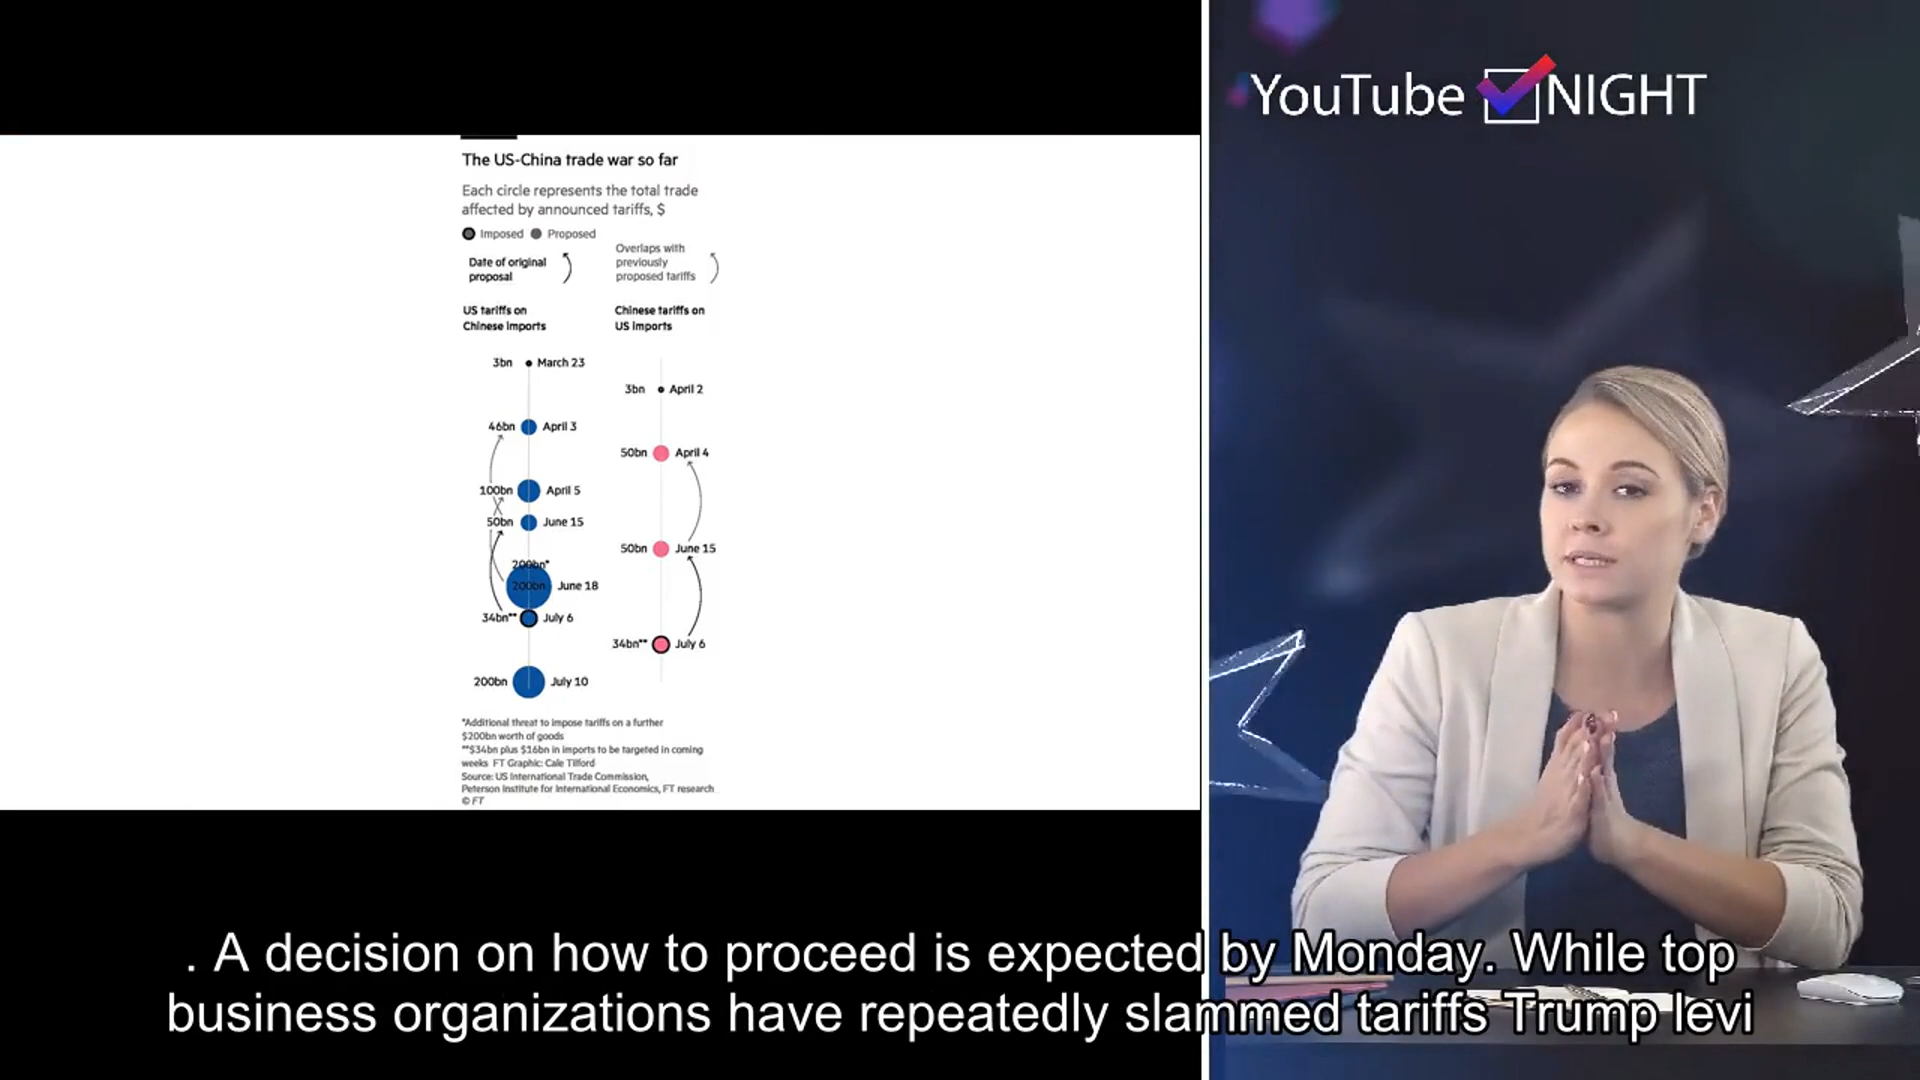 The US-China trade war so far
Each circle represents the total trade
affected by announced tariffs, $
Imposed Proposed
Date of original
proposal
Overlaps with
previously
proposed tariffs
US tariffs on
Chinese imports
Chinese tariffs on
US imports
3bn March 23
3bn April 2
46bn April 3
50bn April 4
100bn April 5
50bn June 15
50bn June 15
200bn*
200bn June 18
34bn** July 6
34bn** July 6
200bn July 10
*Additional threat to impose tariffs on a further
$200bn worth of goods
**$34bn plus $16bn in imports to be targeted in coming
weeks FT Graphic: Cale Tilford
Source: US International Trade Commission,
Peterson Institute for International Economics, FT research
© FT
YouTube NIGHT
. A decision on how to proceed is expected by Monday. While top
business organizations have repeatedly slammed tariffs Trump levi